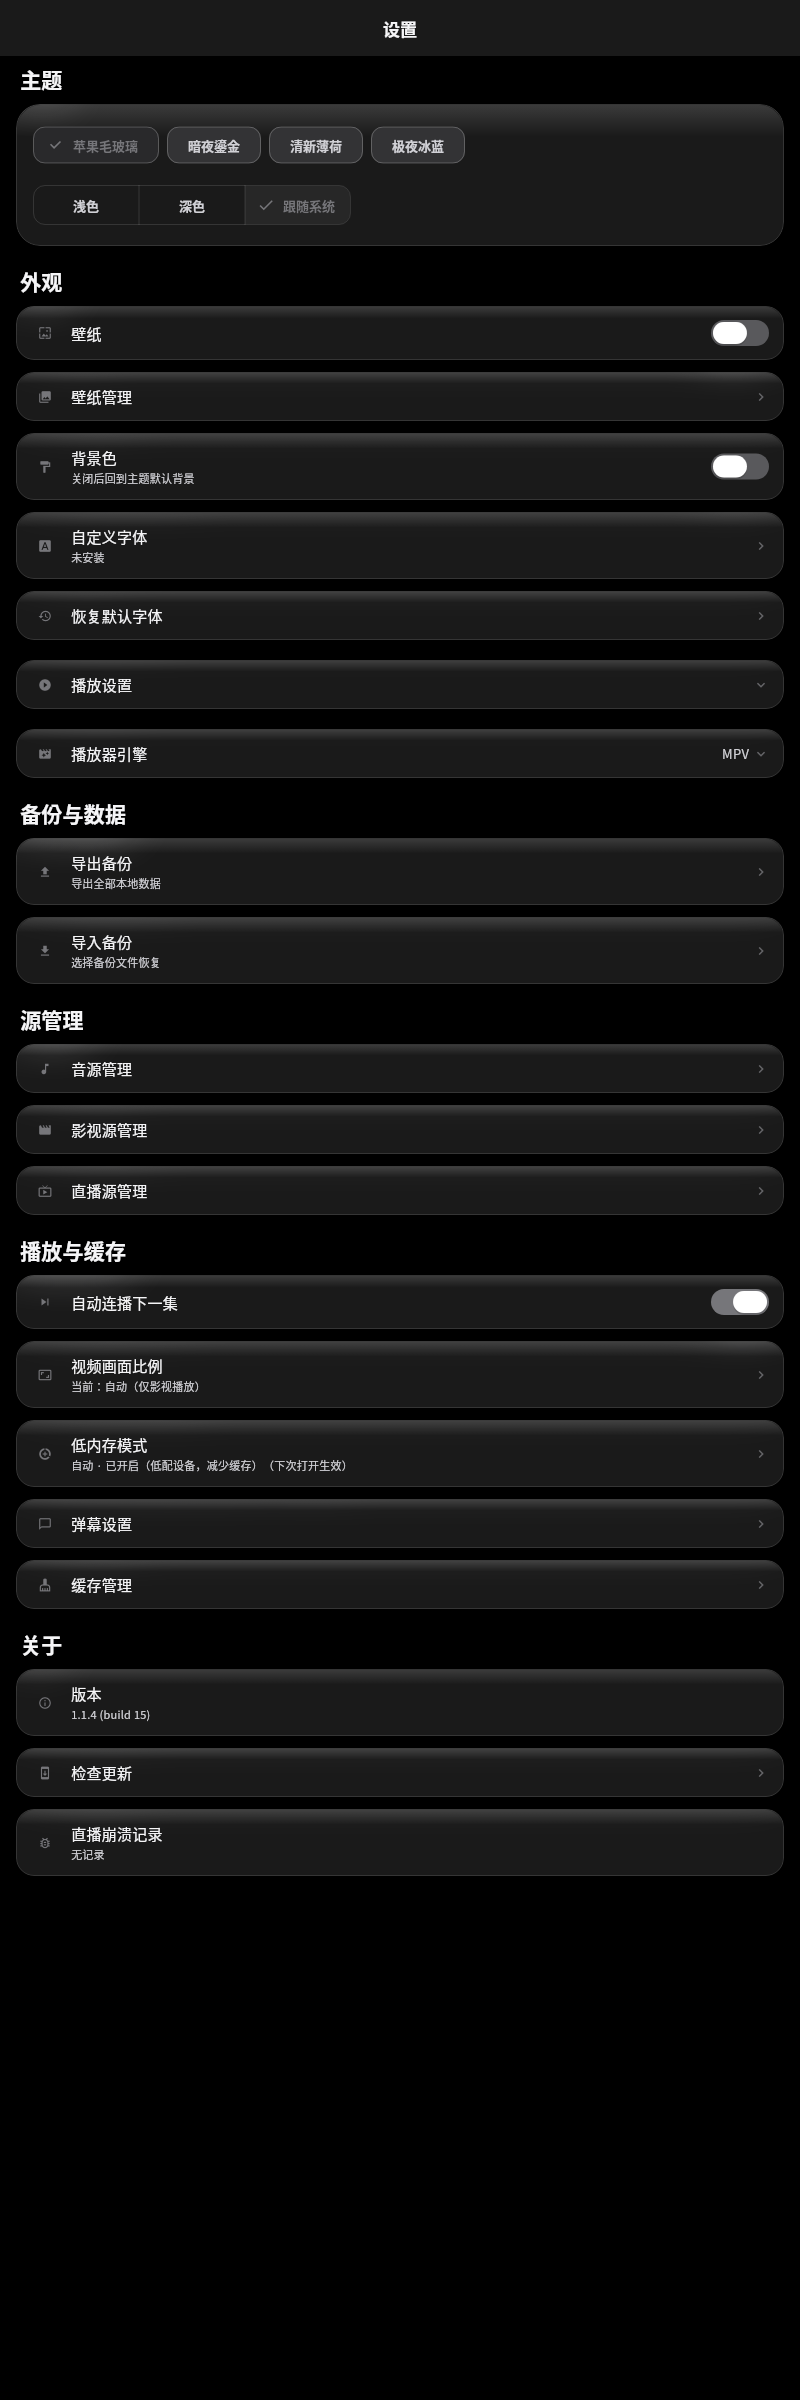 设置
主题
苹果毛玻璃
暗夜鎏金
清新薄荷
极夜冰蓝
浅色
深色
跟随系统
外观
壁纸
壁纸管理
背景色
关闭后回到主题默认背景
自定义字体
未安装
恢复默认字体
播放设置
播放器引擎
MPV
备份与数据
导出备份
导出全部本地数据
导入备份
选择备份文件恢复
源管理
音源管理
影视源管理
直播源管理
播放与缓存
自动连播下一集
视频画面比例
当前：自动（仅影视播放）
低内存模式
自动 · 已开启（低配设备，减少缓存）（下次打开生效）
弹幕设置
缓存管理
关于
版本
1.1.4 (build 15)
检查更新
直播崩溃记录
无记录